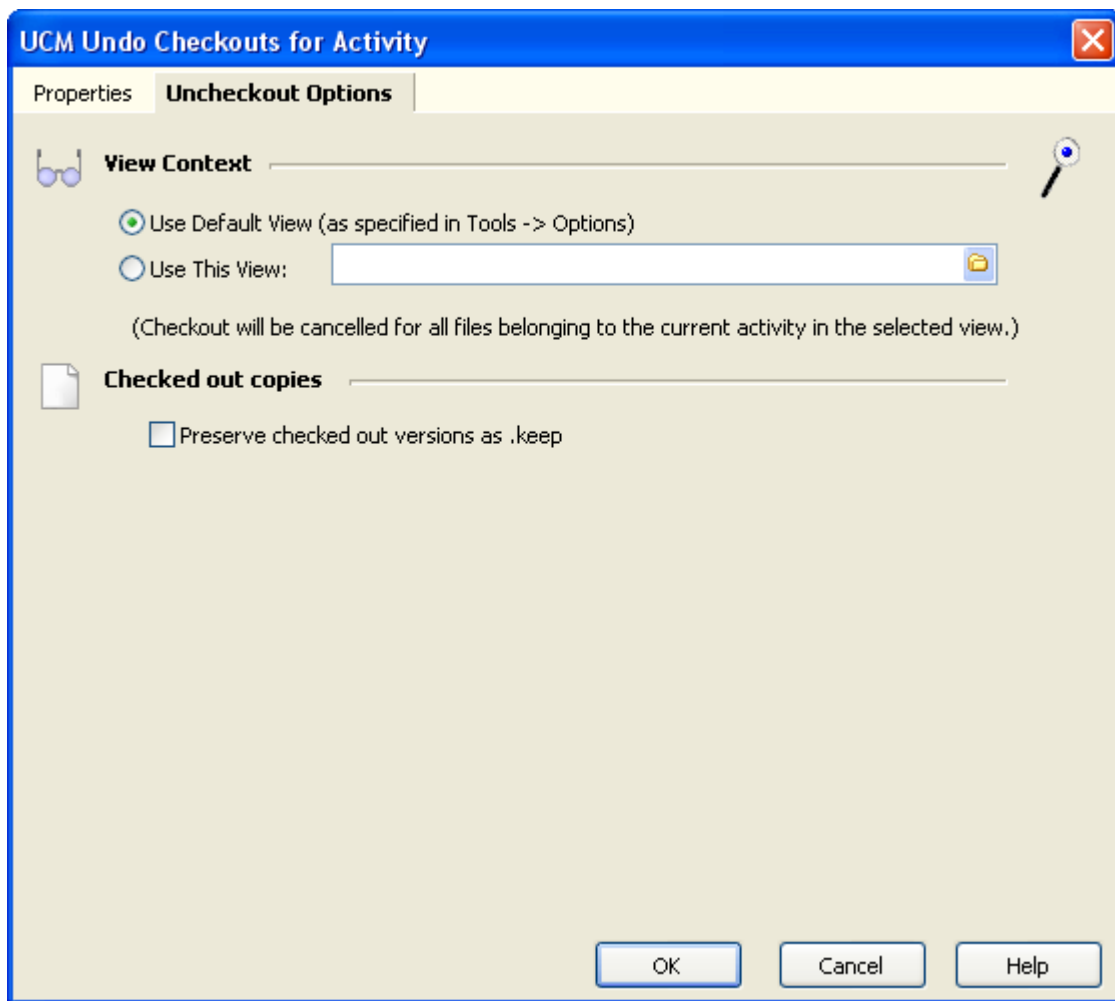 UCM Undo Checkouts for Activity
Properties Uncheckout Options
View Context
Use Default View (as specified in Tools -> Options)
Use This View:
(Checkout will be cancelled for all files belonging to the current activity in the selected view.)
Checked out copies
Preserve checked out versions as .keep
OK Cancel Help